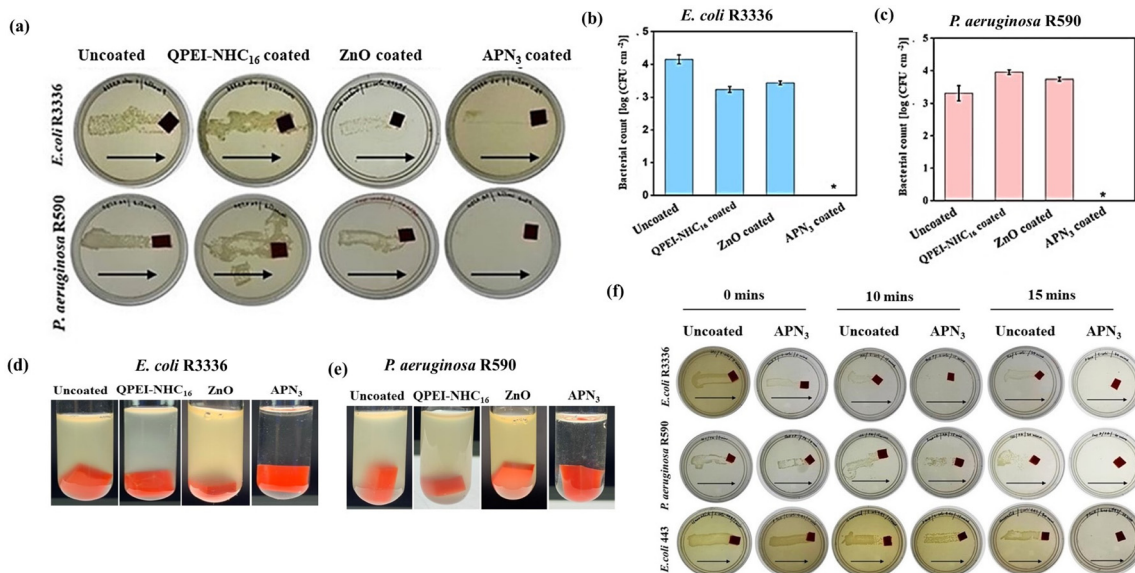 (a)
Uncoated QPEI-NHC₁₆ coated ZnO coated APN₃ coated
E.coli R3336
P. aeruginosa R590
(b)
E. coli R3336
Bacterial count [log (CFU cm⁻²)]
5
4
3
2
1
0
*
Uncoated
QPEI-NHC₁₆ coated
ZnO coated
APN₃ coated
(c)
P. aeruginosa R590
Bacterial count [log (CFU cm⁻²)]
5
4
3
2
1
0
*
Uncoated
QPEI-NHC₁₆ coated
ZnO coated
APN₃ coated
(d)
E. coli R3336
Uncoated QPEI-NHC₁₆ ZnO APN₃
(e)
P. aeruginosa R590
Uncoated QPEI-NHC₁₆ ZnO APN₃
(f)
0 mins 10 mins 15 mins
Uncoated APN₃ Uncoated APN₃ Uncoated APN₃
E.coli R3336
P. aeruginosa R590
E.coli 443